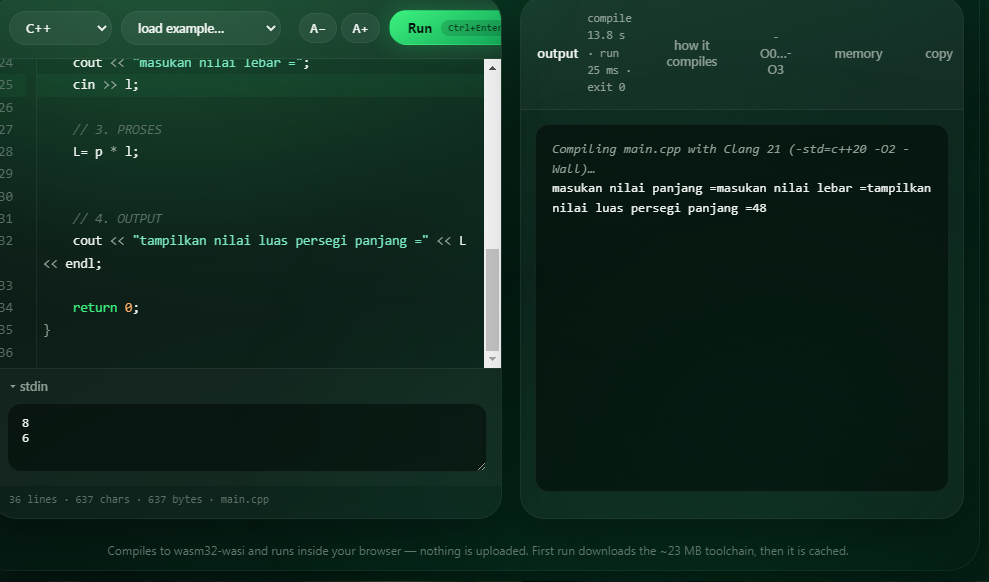 C++
load example...
A−
A+
Run
Ctrl+Enter
24 cout << "masukan nilai lebar =";
25 cin >> l;
26
27 // 3. PROSES
28 L= p * l;
29
30
31 // 4. OUTPUT
32 cout << "tampilkan nilai luas persegi panjang =" << L
<< endl;
33
34 return 0;
35 }
36
stdin
8
6
36 lines · 637 chars · 637 bytes · main.cpp
output
compile
13.8 s
· run
25 ms ·
exit 0
how it
compiles
-
O0…-
O3
memory
copy
Compiling main.cpp with Clang 21 (-std=c++20 -O2 -
Wall)…
masukan nilai panjang =masukan nilai lebar =tampilkan
nilai luas persegi panjang =48
Compiles to wasm32-wasi and runs inside your browser — nothing is uploaded. First run downloads the ~23 MB toolchain, then it is cached.